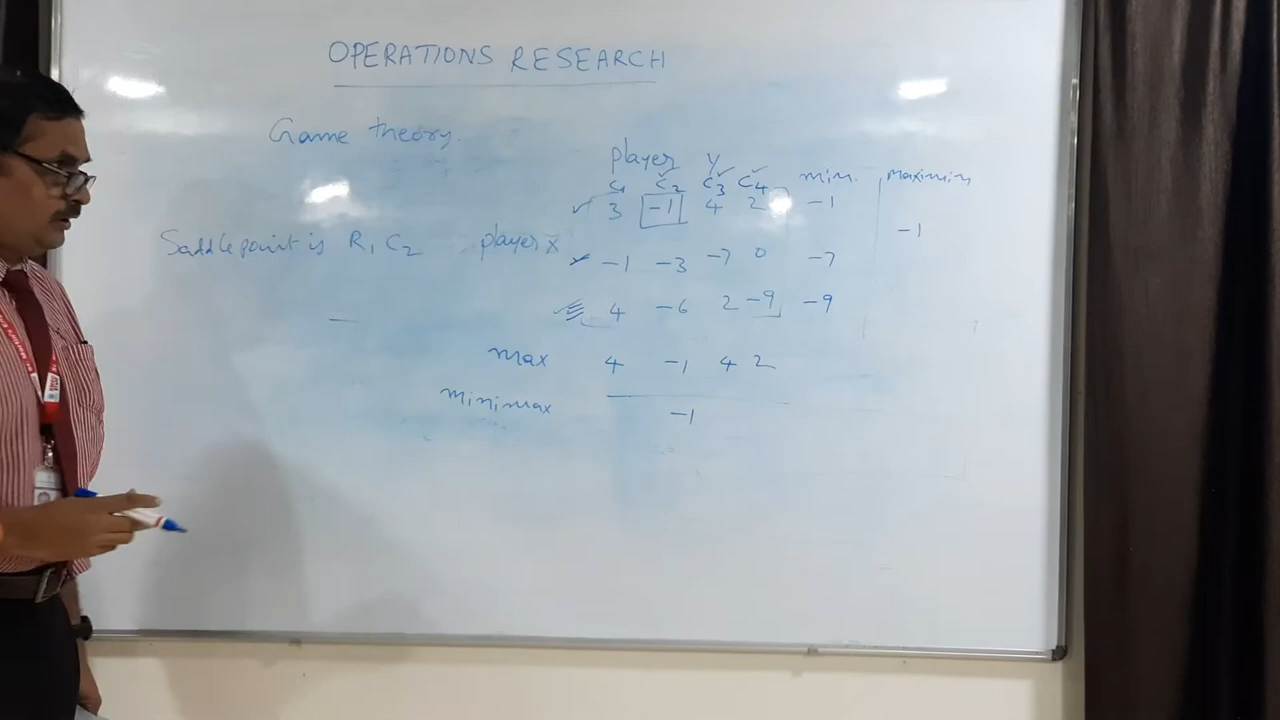 OPERATIONS RESEARCH
Game theory.
player y
C1 C2 C3 C4 min. maximin
3 -1 4 2 -1
-1
Saddle point is R1 C2 player x
-1 -3 -7 0 -7
4 -6 2 -9 -9
max 4 -1 4 2
minimax -1